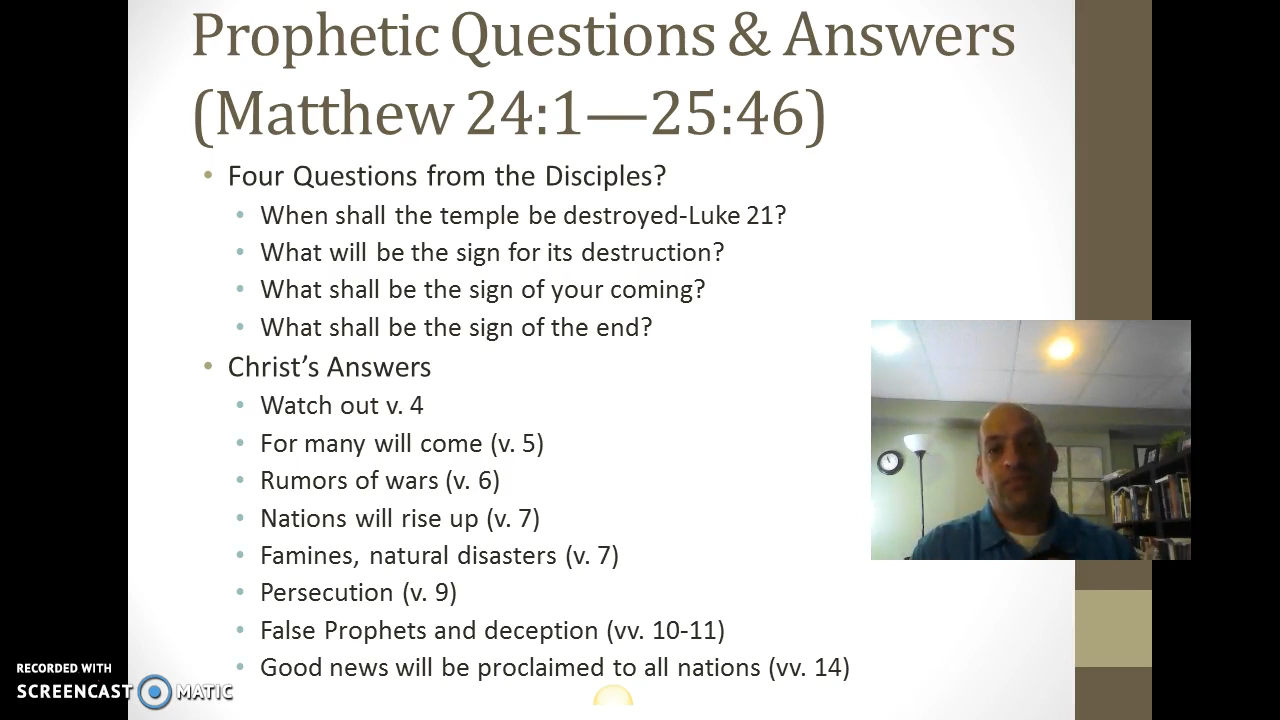 Prophetic Questions & Answers
(Matthew 24:1—25:46)
• Four Questions from the Disciples?
• When shall the temple be destroyed-Luke 21?
• What will be the sign for its destruction?
• What shall be the sign of your coming?
• What shall be the sign of the end?
• Christ's Answers
• Watch out v. 4
• For many will come (v. 5)
• Rumors of wars (v. 6)
• Nations will rise up (v. 7)
• Famines, natural disasters (v. 7)
• Persecution (v. 9)
• False Prophets and deception (vv. 10-11)
• Good news will be proclaimed to all nations (vv. 14)
RECORDED WITH
SCREENCAST MATIC